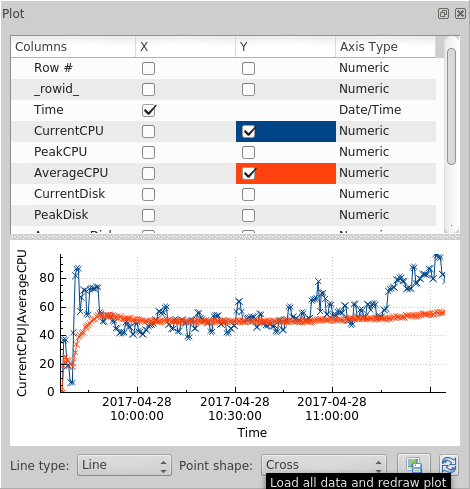 Plot
Columns X Y Axis Type
Row # Numeric
_rowid_ Numeric
Time Date/Time
CurrentCPU Numeric
PeakCPU Numeric
AverageCPU Numeric
CurrentDisk Numeric
PeakDisk Numeric
CurrentCPU|AverageCPU
80
60
40
20
0
2017-04-28 2017-04-28 2017-04-28
10:00:00 10:30:00 11:00:00
Time
Line type: Line Point shape: Cross
Load all data and redraw plot